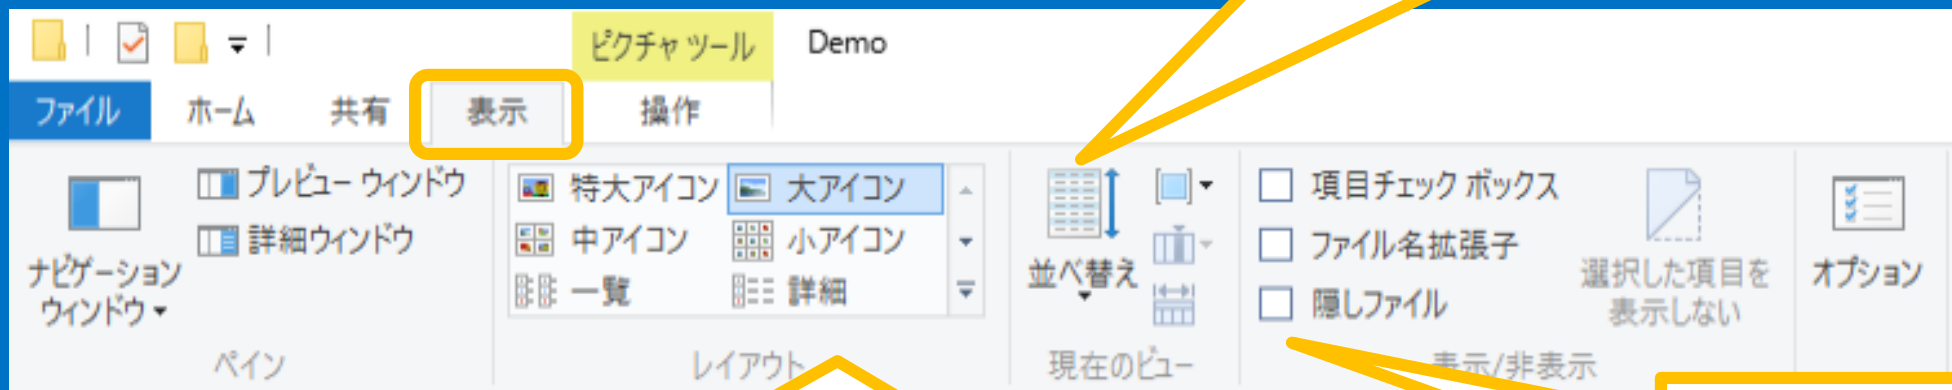 ピクチャ ツール
Demo
ファイル
ホーム
共有
表示
操作
ナビゲーション
ウィンドウ
プレビュー ウィンドウ
詳細ウィンドウ
ペイン
特大アイコン
大アイコン
中アイコン
小アイコン
一覧
詳細
レイアウト
並べ替え
現在のビュー
項目チェック ボックス
ファイル名拡張子
隠しファイル
選択した項目を
表示しない
表示/非表示
オプション